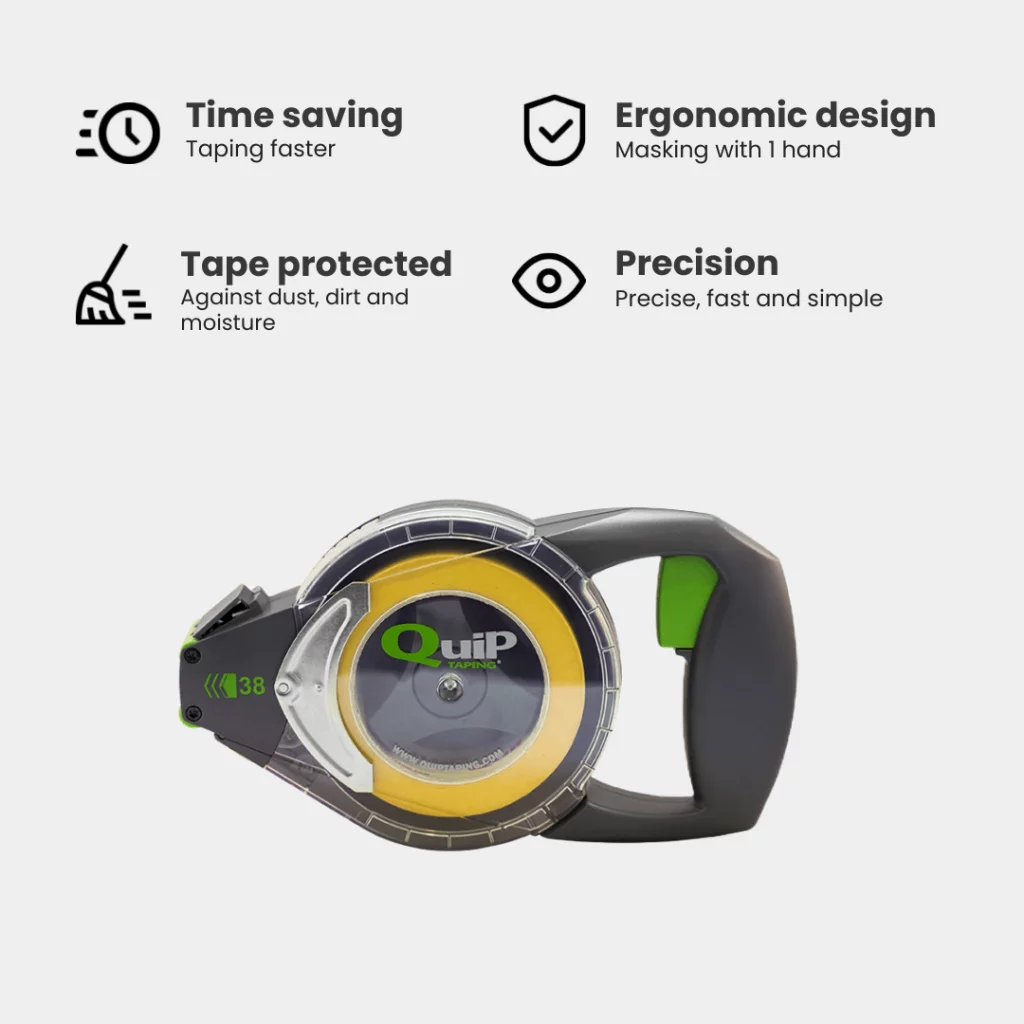 Time saving
Taping faster
Ergonomic design
Masking with 1 hand
Tape protected
Against dust, dirt and
moisture
Precision
Precise, fast and simple
QuiP
TAPING®
38
WWW.QUIPTAPING.COM